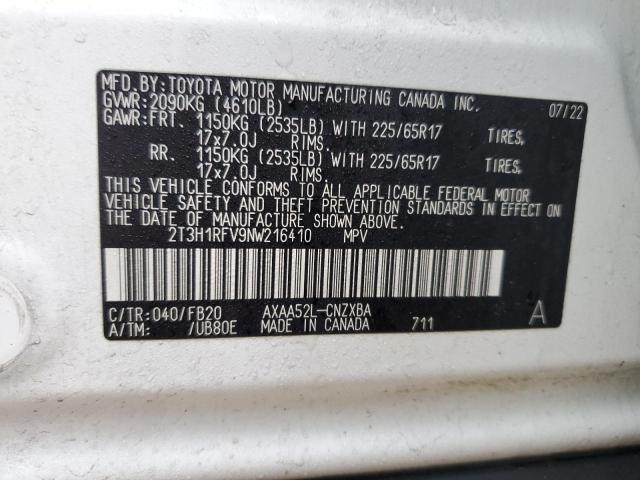 MFD. BY: TOYOTA MOTOR MANUFACTURING CANADA INC.
GVWR: 2090KG (4610LB) 07/22
GAWR: FRT. 1150KG (2535LB) WITH 225/65R17 TIRES,
17x7.0J RIMS.
RR. 1150KG (2535LB) WITH 225/65R17 TIRES,
17x7.0J RIMS.
THIS VEHICLE CONFORMS TO ALL APPLICABLE FEDERAL MOTOR
VEHICLE SAFETY AND THEFT PREVENTION STANDARDS IN EFFECT ON
THE DATE OF MANUFACTURE SHOWN ABOVE.
2T3H1RFV9NW216410 MPV
C/TR: 040/FB20 AXAA52L-CNZXBA A
A/TM: /UB80E MADE IN CANADA 711